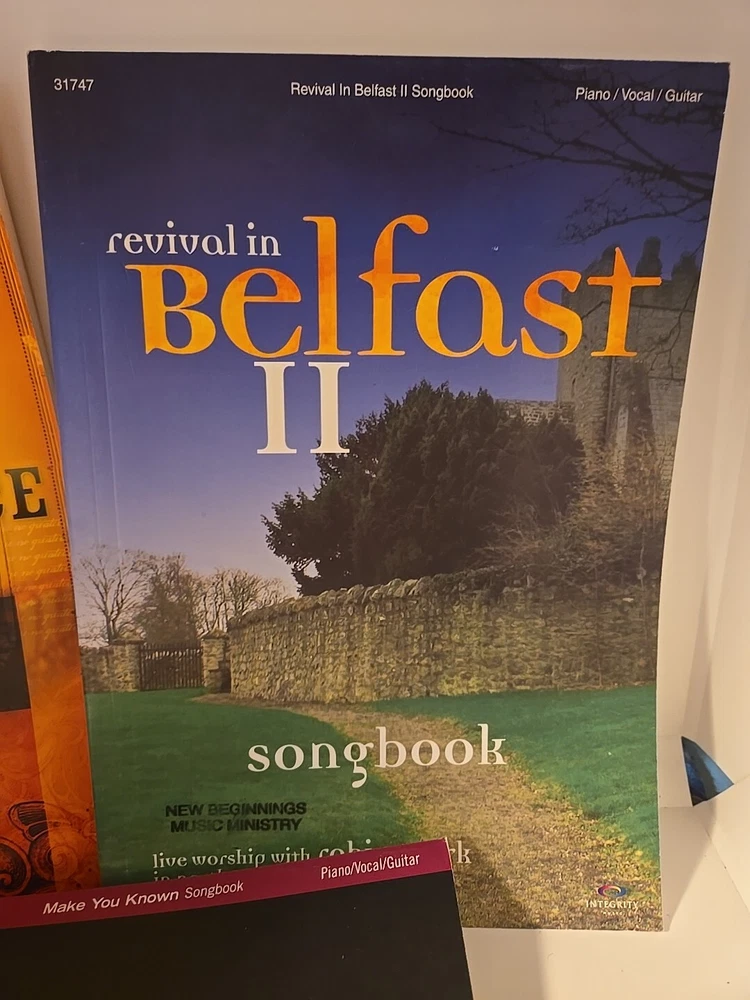 31747
Revival In Belfast II Songbook
Piano / Vocal / Guitar
revival in
Belfast
II
songbook
NEW BEGINNINGS
MUSIC MINISTRY
live worship with
INTEGRITY
Make You Known Songbook
Piano/Vocal/Guitar
E